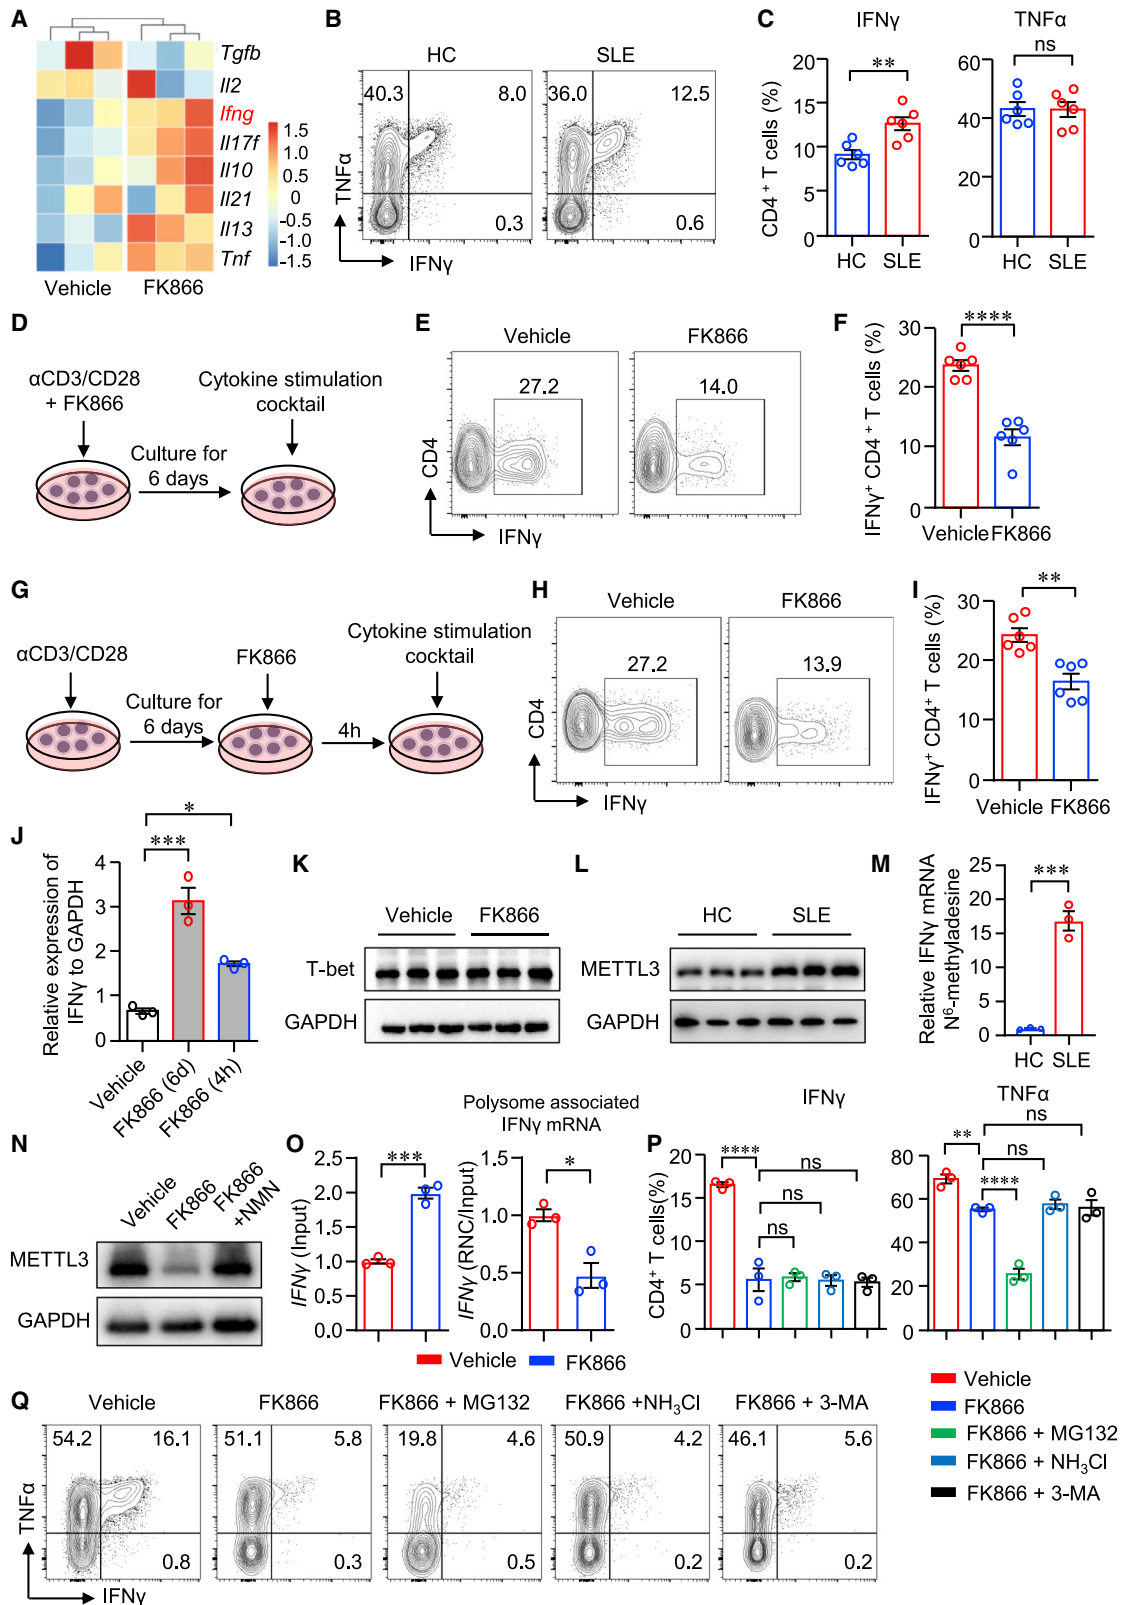 A
Tgfb
Il2
Ifng
Il17f
Il10
Il21
Il13
Tnf
1.5
1.0
0.5
0
-0.5
-1.0
-1.5
Vehicle FK866
B
HC SLE
40.3 8.0
0.3
36.0 12.5
0.6
TNFα
IFNγ
C
IFNγ
CD4 + T cells (%)
20
15
10
5
0
**
HC SLE
TNFα
60
40
20
0
ns
HC SLE
D
αCD3/CD28
+ FK866
Culture for
6 days
Cytokine stimulation
cocktail
E
Vehicle FK866
27.2 14.0
CD4
IFNγ
F
IFNγ+ CD4 + T cells (%)
30
20
10
0
****
Vehicle FK866
G
αCD3/CD28
Culture for
6 days
FK866
4h
Cytokine stimulation
cocktail
H
Vehicle FK866
27.2 13.9
CD4
IFNγ
I
IFNγ+ CD4+ T cells (%)
30
20
10
0
**
Vehicle FK866
J
Relative expression of
IFNγ to GAPDH
4
3
2
1
0
*
***
Vehicle
FK866 (6d)
FK866 (4h)
K
Vehicle FK866
T-bet
GAPDH
L
HC SLE
METTL3
GAPDH
M
Relative IFNγ mRNA
N6-methyladesine
25
20
15
10
5
0
***
HC SLE
N
Vehicle
FK866
FK866
+NMN
METTL3
GAPDH
O
IFNγ (Input)
2.5
2.0
1.5
1.0
0.5
0.0
***
Polysome associated
IFNγ mRNA
IFNγ (RNC/Input)
1.5
1.0
0.5
0.0
*
Vehicle FK866
P
IFNγ
CD4+ T cells(%)
20
15
10
5
0
****
ns
ns
ns
TNFα
80
60
40
20
0
ns
**
ns
****
Vehicle
FK866
FK866 + MG132
FK866 + NH3Cl
FK866 + 3-MA
Q
Vehicle FK866 FK866 + MG132 FK866 +NH3Cl FK866 + 3-MA
54.2 16.1
0.8
51.1 5.8
0.3
19.8 4.6
0.5
50.9 4.2
0.2
46.1 5.6
0.2
TNFα
IFNγ